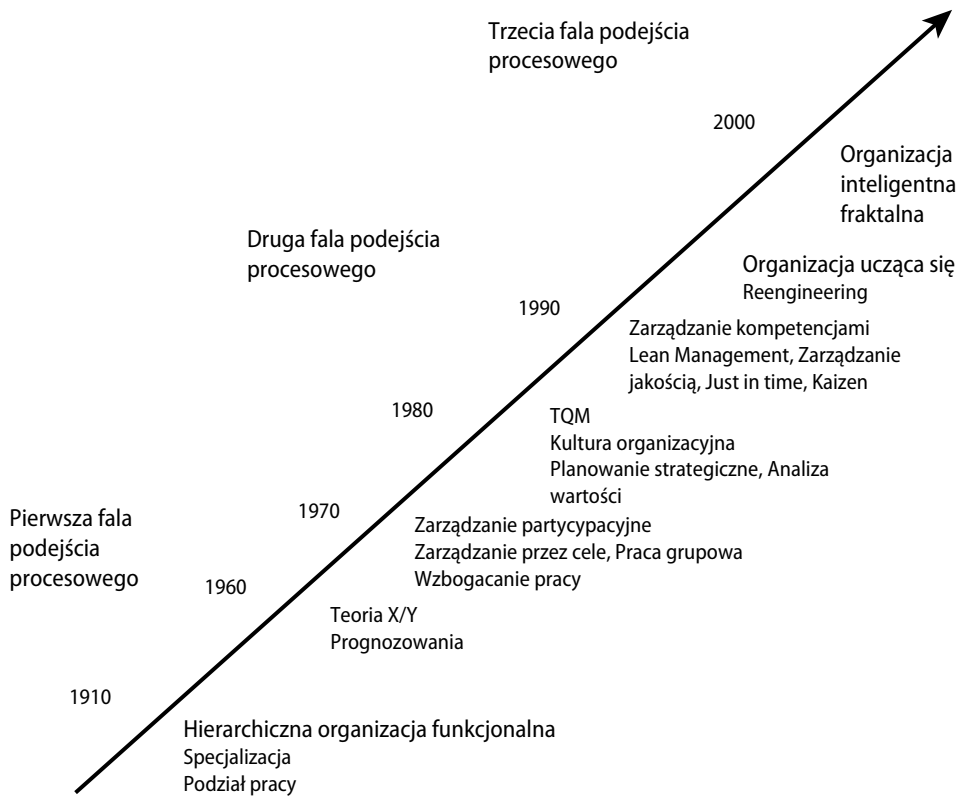 Trzecia fala podejścia
procesowego
2000
Organizacja
inteligentna
fraktalna
Druga fala podejścia
procesowego
Organizacja ucząca się
Reengineering
1990
Zarządzanie kompetencjami
Lean Management, Zarządzanie
jakością, Just in time, Kaizen
1980
TQM
Kultura organizacyjna
Planowanie strategiczne, Analiza
wartości
Pierwsza fala
podejścia
procesowego
1970
Zarządzanie partycypacyjne
Zarządzanie przez cele, Praca grupowa
Wzbogacanie pracy
1960
Teoria X/Y
Prognozowania
1910
Hierarchiczna organizacja funkcjonalna
Specjalizacja
Podział pracy